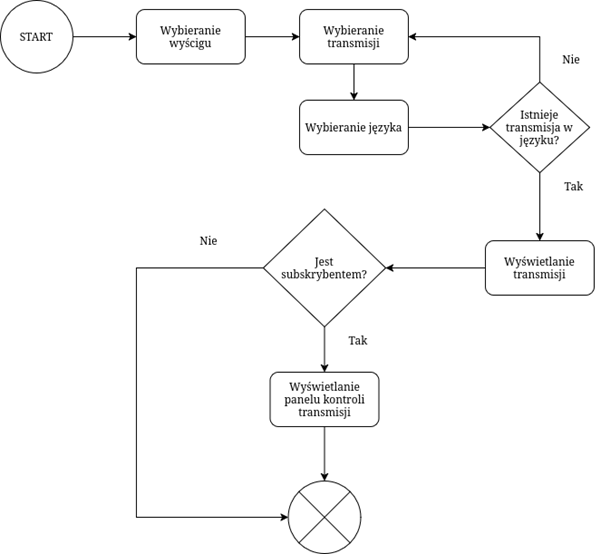 START
Wybieranie
wyścigu
Wybieranie
transmisji
Nie
Wybieranie języka
Istnieje
transmisja w
języku?
Tak
Nie
Jest
subskrybentem?
Wyświetlanie
transmisji
Tak
Wyświetlanie
panelu kontroli
transmisji